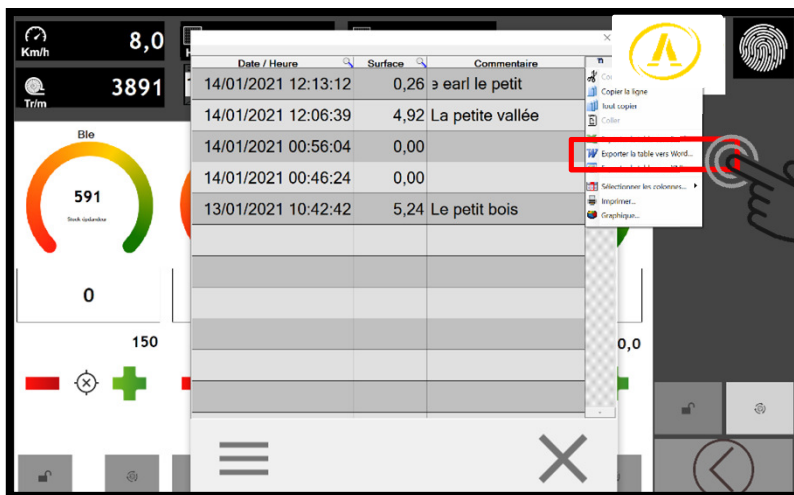 Km/h
8,0
Tr/m
3891
Ble
591
0
150
Date / Heure Surface Commentaire
14/01/2021 12:13:12 0,26 earl le petit
14/01/2021 12:06:39 4,92 La petite vallée
14/01/2021 00:56:04 0,00
14/01/2021 00:46:24 0,00
13/01/2021 10:42:42 5,24 Le petit bois
Copier la ligne
Tout copier
Coller
Exporter la table vers Word...
Sélectionner les colonnes...
Imprimer...
Graphique...
0,0